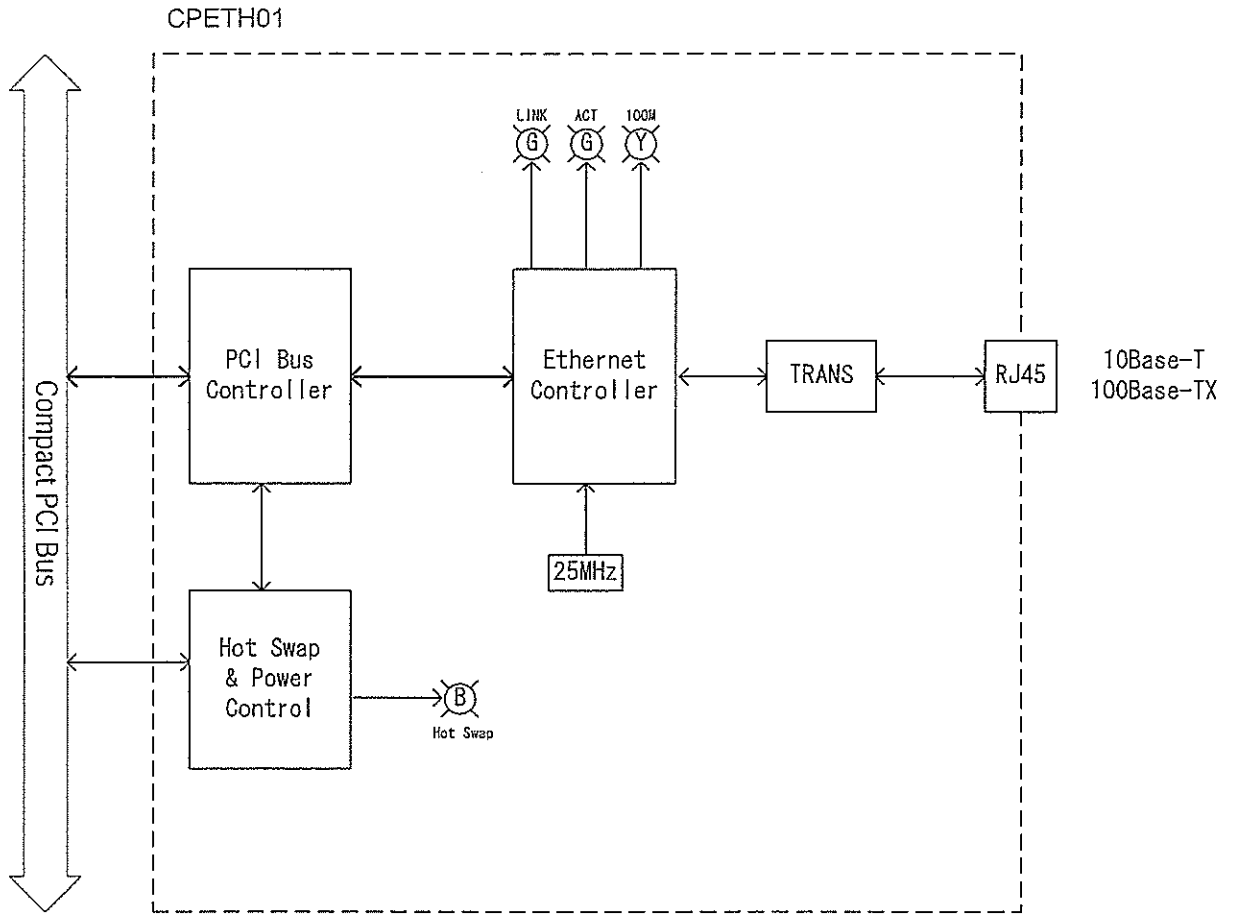 CPETH01
LINK
ACT
100M
G
G
Y
PCI Bus
Controller
Ethernet
Controller
TRANS
RJ45
10Base-T
100Base-TX
Compact PCI Bus
25MHz
Hot Swap
& Power
Control
B
Hot Swap